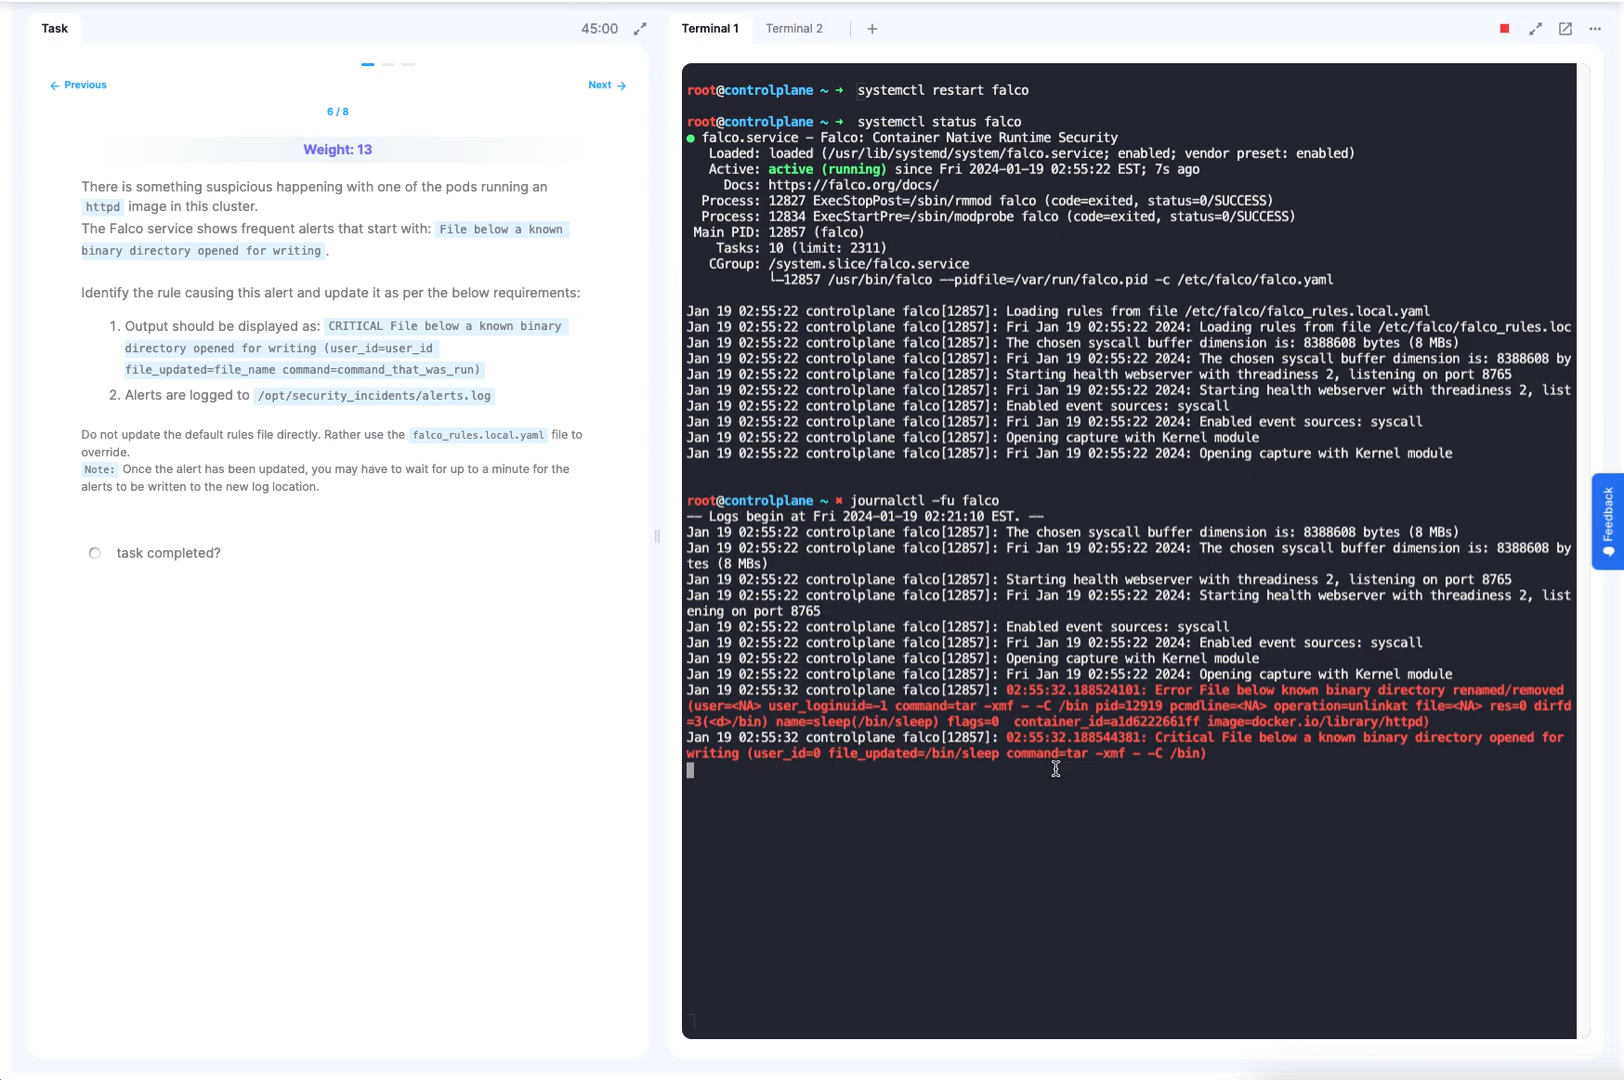 Task
45:00
Terminal 1
Terminal 2
+
← Previous
Next →
6 / 8
Weight: 13
There is something suspicious happening with one of the pods running an
httpd image in this cluster.
The Falco service shows frequent alerts that start with: File below a known
binary directory opened for writing .
Identify the rule causing this alert and update it as per the below requirements:
1. Output should be displayed as: CRITICAL File below a known binary
directory opened for writing (user_id=user_id
file_updated=file_name command=command_that_was_run)
2. Alerts are logged to /opt/security_incidents/alerts.log
Do not update the default rules file directly. Rather use the falco_rules.local.yaml file to
override.
Note: Once the alert has been updated, you may have to wait for up to a minute for the
alerts to be written to the new log location.
task completed?
root@controlplane ~ ➜ systemctl restart falco
root@controlplane ~ ➜ systemctl status falco
● falco.service – Falco: Container Native Runtime Security
Loaded: loaded (/usr/lib/systemd/system/falco.service; enabled; vendor preset: enabled)
Active: active (running) since Fri 2024-01-19 02:55:22 EST; 7s ago
Docs: https://falco.org/docs/
Process: 12827 ExecStopPost=/sbin/rmmod falco (code=exited, status=0/SUCCESS)
Process: 12834 ExecStartPre=/sbin/modprobe falco (code=exited, status=0/SUCCESS)
Main PID: 12857 (falco)
Tasks: 10 (limit: 2311)
CGroup: /system.slice/falco.service
└─12857 /usr/bin/falco --pidfile=/var/run/falco.pid -c /etc/falco/falco.yaml
Jan 19 02:55:22 controlplane falco[12857]: Loading rules from file /etc/falco/falco_rules.local.yaml
Jan 19 02:55:22 controlplane falco[12857]: Fri Jan 19 02:55:22 2024: Loading rules from file /etc/falco/falco_rules.loc
Jan 19 02:55:22 controlplane falco[12857]: The chosen syscall buffer dimension is: 8388608 bytes (8 MBs)
Jan 19 02:55:22 controlplane falco[12857]: Fri Jan 19 02:55:22 2024: The chosen syscall buffer dimension is: 8388608 by
Jan 19 02:55:22 controlplane falco[12857]: Starting health webserver with threadiness 2, listening on port 8765
Jan 19 02:55:22 controlplane falco[12857]: Fri Jan 19 02:55:22 2024: Starting health webserver with threadiness 2, list
Jan 19 02:55:22 controlplane falco[12857]: Enabled event sources: syscall
Jan 19 02:55:22 controlplane falco[12857]: Fri Jan 19 02:55:22 2024: Enabled event sources: syscall
Jan 19 02:55:22 controlplane falco[12857]: Opening capture with Kernel module
Jan 19 02:55:22 controlplane falco[12857]: Fri Jan 19 02:55:22 2024: Opening capture with Kernel module
root@controlplane ~ ✖ journalctl -fu falco
-- Logs begin at Fri 2024-01-19 02:21:10 EST. --
Jan 19 02:55:22 controlplane falco[12857]: The chosen syscall buffer dimension is: 8388608 bytes (8 MBs)
Jan 19 02:55:22 controlplane falco[12857]: Fri Jan 19 02:55:22 2024: The chosen syscall buffer dimension is: 8388608 by
tes (8 MBs)
Jan 19 02:55:22 controlplane falco[12857]: Starting health webserver with threadiness 2, listening on port 8765
Jan 19 02:55:22 controlplane falco[12857]: Fri Jan 19 02:55:22 2024: Starting health webserver with threadiness 2, list
ening on port 8765
Jan 19 02:55:22 controlplane falco[12857]: Enabled event sources: syscall
Jan 19 02:55:22 controlplane falco[12857]: Fri Jan 19 02:55:22 2024: Enabled event sources: syscall
Jan 19 02:55:22 controlplane falco[12857]: Opening capture with Kernel module
Jan 19 02:55:22 controlplane falco[12857]: Fri Jan 19 02:55:22 2024: Opening capture with Kernel module
Jan 19 02:55:32 controlplane falco[12857]: 02:55:32.188524101: Error File below known binary directory renamed/removed
(user=<NA> user_loginuid=-1 command=tar -xmf - -C /bin pid=12919 pcmdline=<NA> operation=unlinkat file=<NA> res=0 dirfd
=3(<d>/bin) name=sleep(/bin/sleep) flags=0 container_id=a1d6222661ff image=docker.io/library/httpd)
Jan 19 02:55:32 controlplane falco[12857]: 02:55:32.188544381: Critical File below a known binary directory opened for
writing (user_id=0 file_updated=/bin/sleep command=tar -xmf - -C /bin)
Feedback